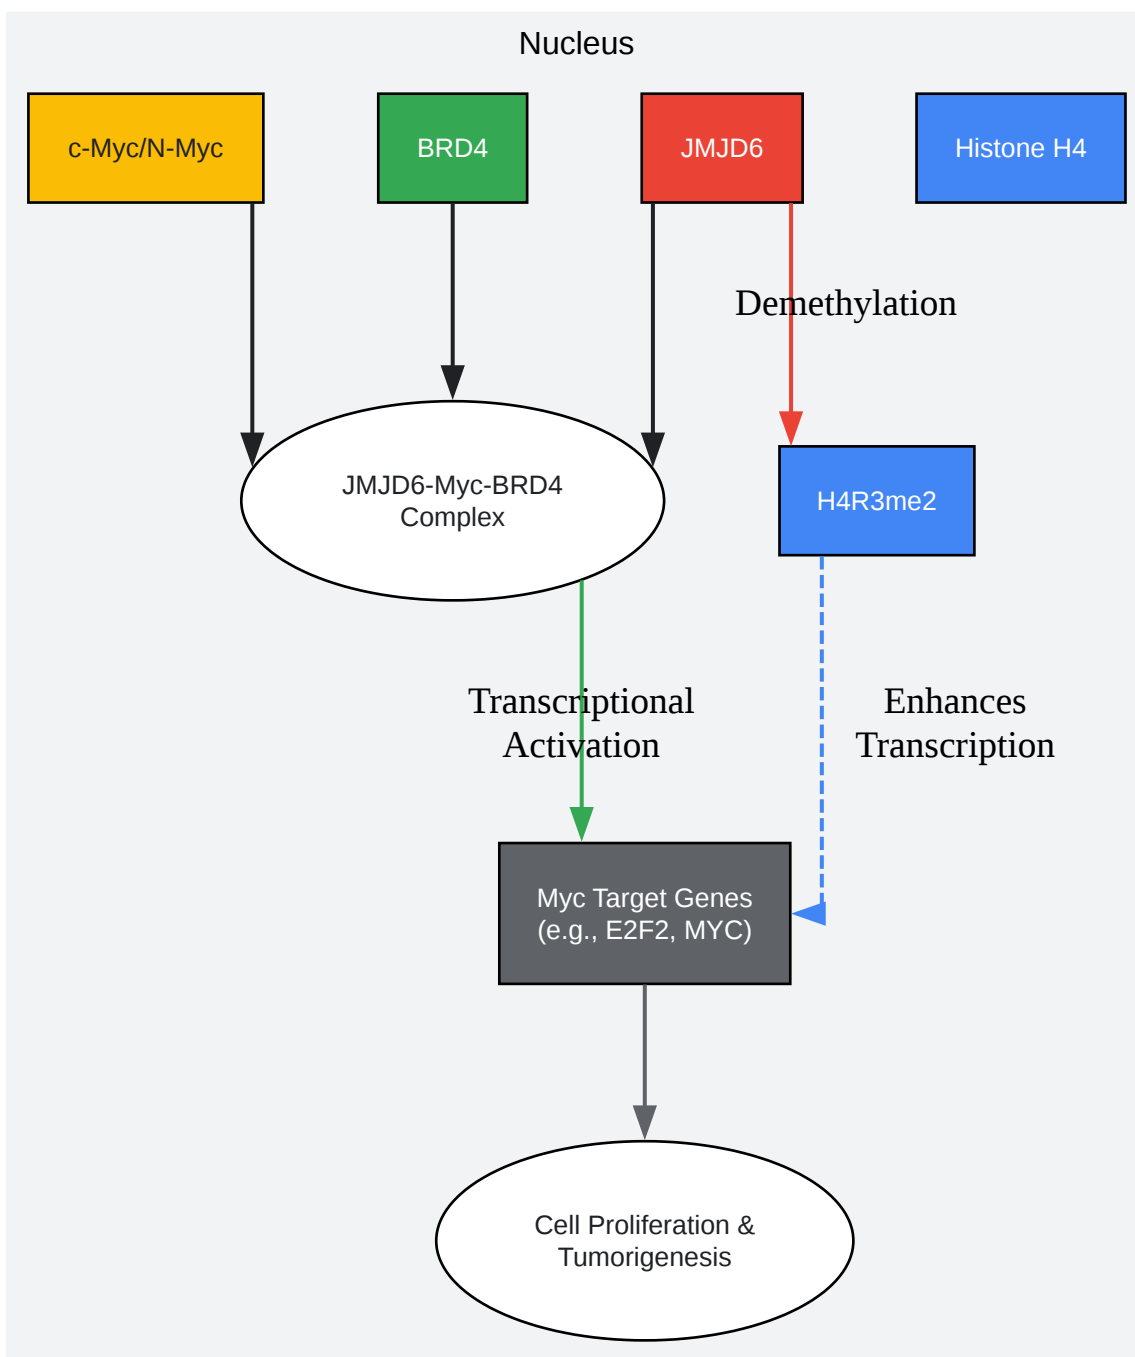 Nucleus
c-Myc/N-Myc
BRD4
JMJD6
Histone H4
Demethylation
JMJD6-Myc-BRD4
Complex
H4R3me2
Transcriptional
Activation
Enhances
Transcription
Myc Target Genes
(e.g., E2F2, MYC)
Cell Proliferation &
Tumorigenesis